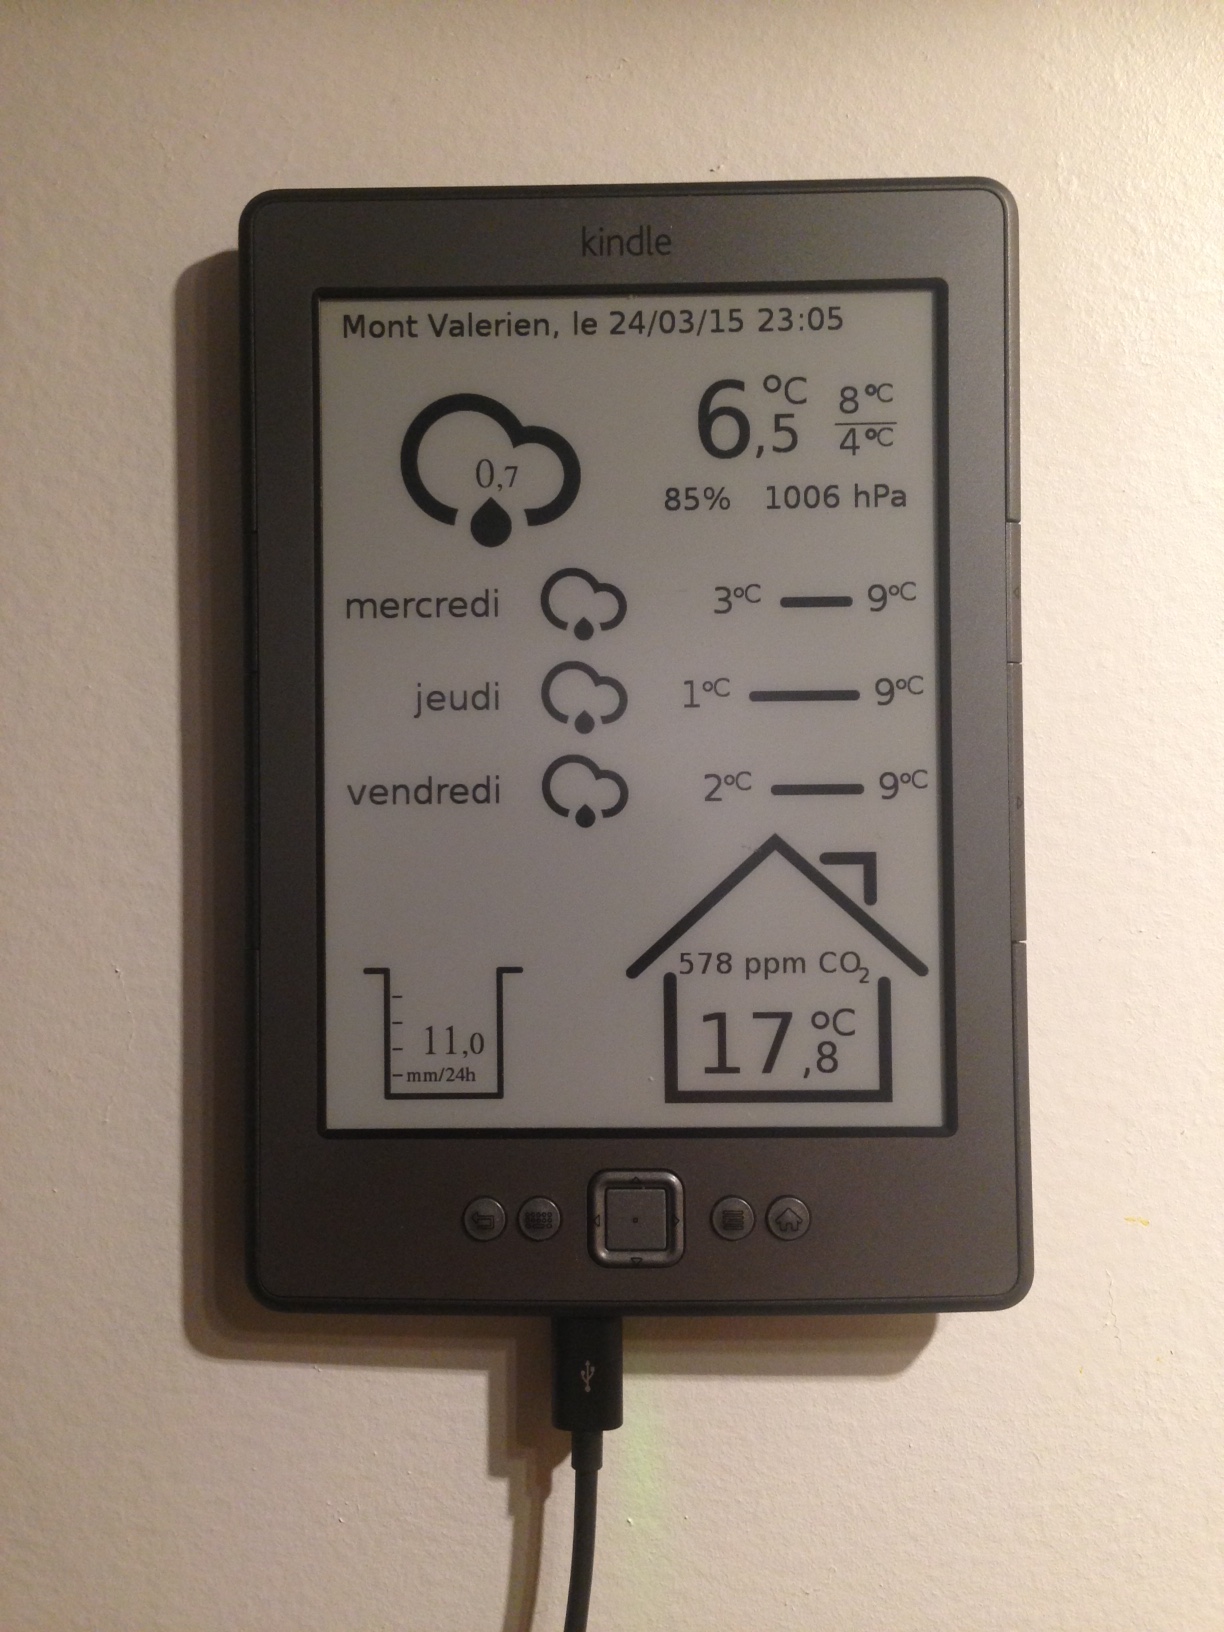 kindle
Mont Valerien, le 24/03/15 23:05
0,7
6,5 °C
8°C
4°C
85% 1006 hPa
mercredi 3°C 9°C
jeudi 1°C 9°C
vendredi 2°C 9°C
578 ppm CO₂
17,8 °C
11,0
mm/24h